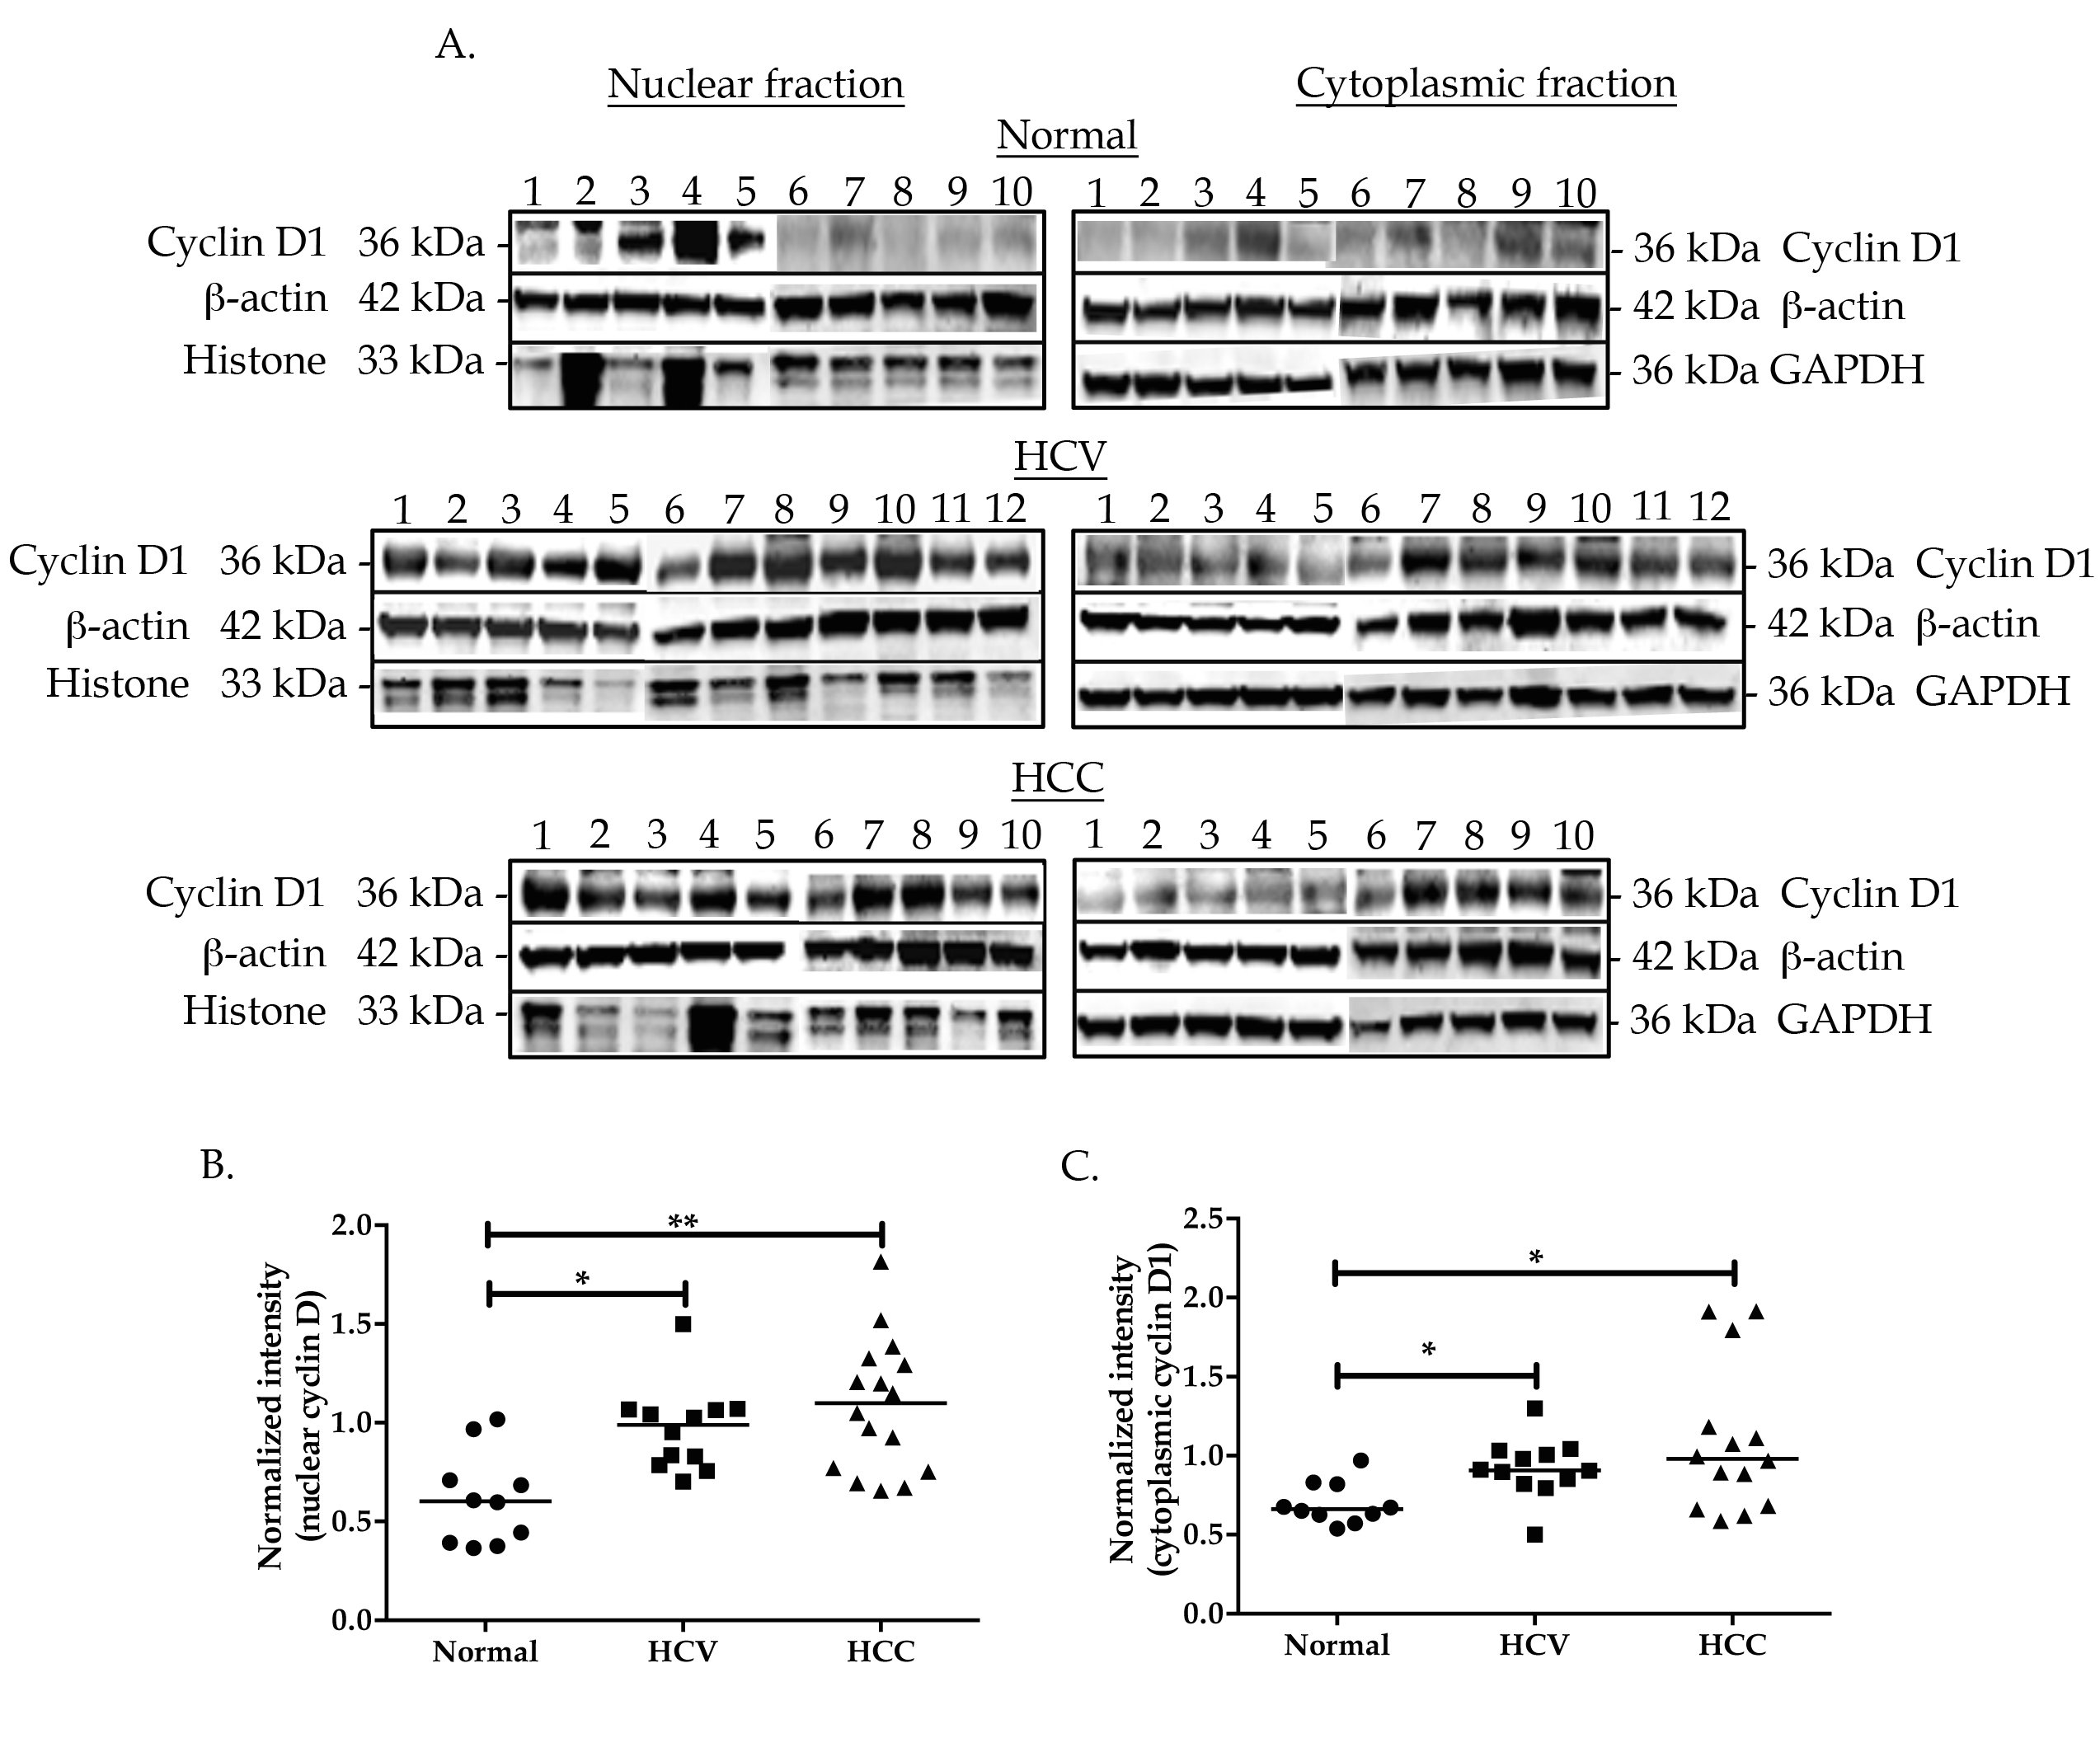 A.
Nuclear fraction Cytoplasmic fraction
Normal
1 2 3 4 5 6 7 8 9 10 1 2 3 4 5 6 7 8 9 10
Cyclin D1 36 kDa - - 36 kDa Cyclin D1
β-actin 42 kDa - - 42 kDa β-actin
Histone 33 kDa - - 36 kDa GAPDH
HCV
1 2 3 4 5 6 7 8 9 10 11 12 1 2 3 4 5 6 7 8 9 10 11 12
Cyclin D1 36 kDa - - 36 kDa Cyclin D1
β-actin 42 kDa - - 42 kDa β-actin
Histone 33 kDa - - 36 kDa GAPDH
HCC
1 2 3 4 5 6 7 8 9 10 1 2 3 4 5 6 7 8 9 10
Cyclin D1 36 kDa - - 36 kDa Cyclin D1
β-actin 42 kDa - - 42 kDa β-actin
Histone 33 kDa - - 36 kDa GAPDH
B.
Normalized intensity
(nuclear cyclin D)
2.0
1.5
1.0
0.5
0.0
**
*
Normal HCV HCC
C.
Normalized intensity
(cytoplasmic cyclin D1)
2.5
2.0
1.5
1.0
0.5
0.0
*
*
Normal HCV HCC